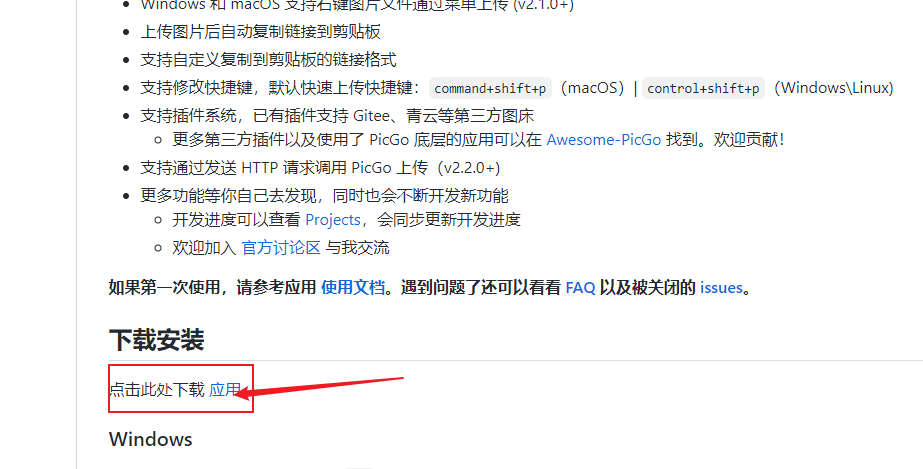 Windows 和 macOS 支持右键图片文件通过菜单上传 (v2.1.0+)
上传图片后自动复制链接到剪贴板
支持自定义复制到剪贴板的链接格式
支持修改快捷键，默认快速上传快捷键：command+shift+p（macOS）| control+shift+p（Windows\Linux)
支持插件系统，已有插件支持 Gitee、青云等第三方图床
更多第三方插件以及使用了 PicGo 底层的应用可以在 Awesome-PicGo 找到。欢迎贡献！
支持通过发送 HTTP 请求调用 PicGo 上传（v2.2.0+)
更多功能等你自己去发现，同时也会不断开发新功能
开发进度可以查看 Projects，会同步更新开发进度
欢迎加入 官方讨论区 与我交流
如果第一次使用，请参考应用 使用文档。遇到问题了还可以看看 FAQ 以及被关闭的 issues。
下载安装
点击此处下载 应用
Windows